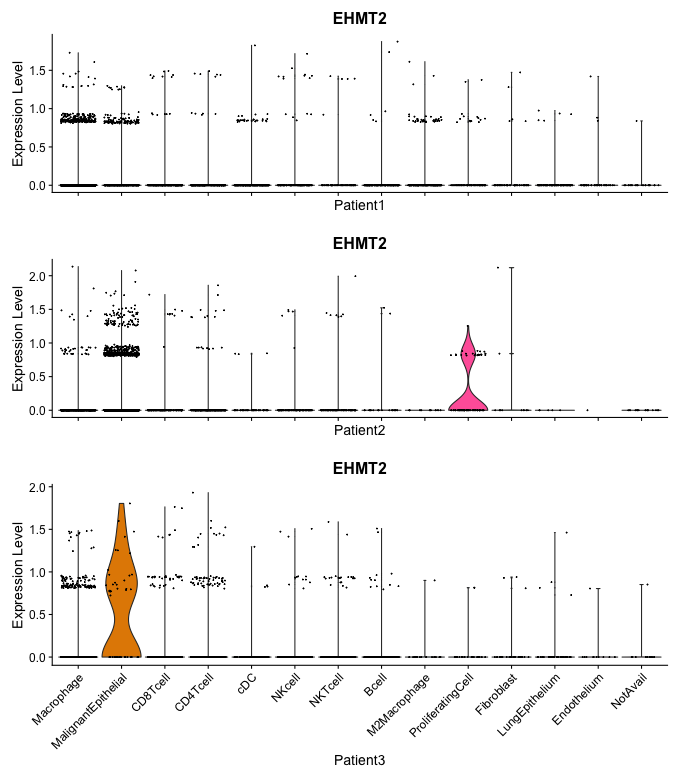 EHMT2
Expression Level
1.5
1.0
0.5
0.0
Patient1
EHMT2
Expression Level
2.0
1.5
1.0
0.5
0.0
Patient2
EHMT2
Expression Level
2.0
1.5
1.0
0.5
0.0
Macrophage
MalignantEpithelial
CD8Tcell
CD4Tcell
cDC
NKcell
NKTcell
Bcell
M2Macrophage
ProliferatingCell
Fibroblast
LungEpithelium
Endothelium
NotAvail
Patient3